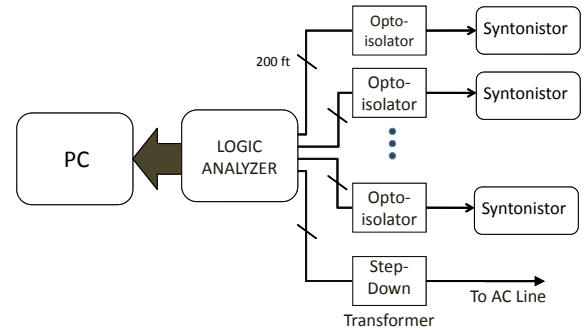 Opto-
isolator
Syntonistor
200 ft
Opto-
isolator
Syntonistor
PC
LOGIC
ANALYZER
Opto-
isolator
Syntonistor
Step-
Down
To AC Line
Transformer